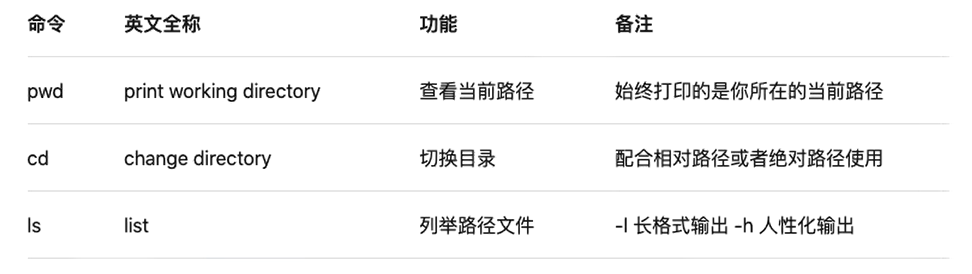 命令 英文全称 功能 备注
pwd print working directory 查看当前路径 始终打印的是你所在的当前路径
cd change directory 切换目录 配合相对路径或者绝对路径使用
ls list 列举路径文件 -l 长格式输出 -h 人性化输出